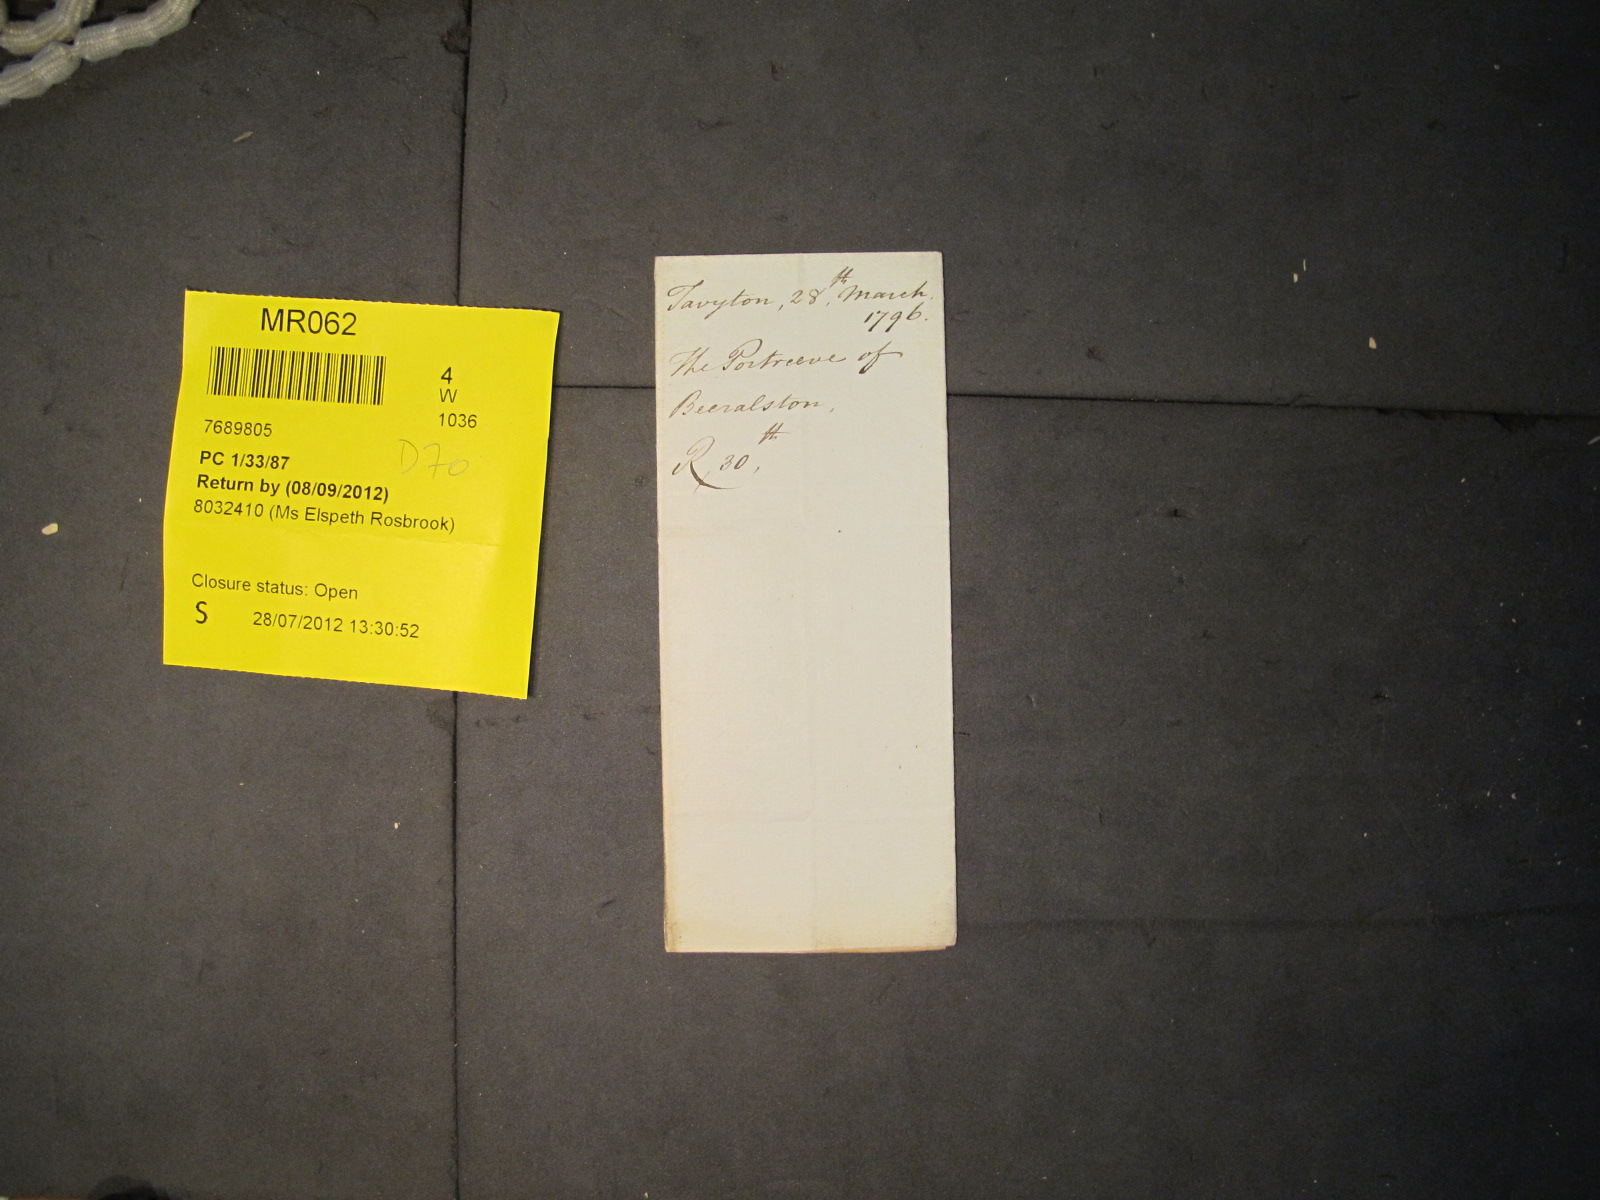 MR062
4
W
1036
7689805
D70
PC 1/33/87
Return by (08/09/2012)
8032410 (Ms Elspeth Rosbrook)
Closure status: Open
S 28/07/2012 13:30:52
Tavyton, 28th. March.
1796.
The Portreeve of
Beeralston,
R, 30th,